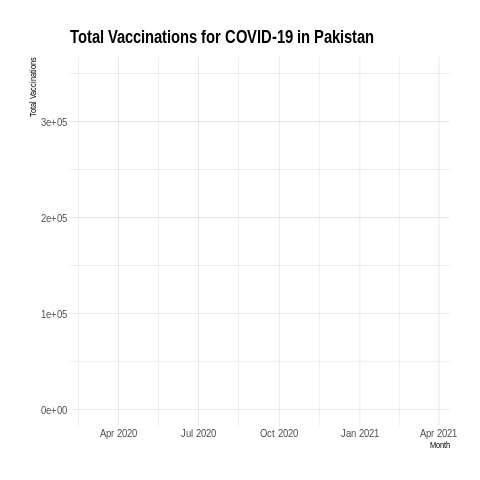 Total Vaccinations for COVID-19 in Pakistan
Total Vaccinations
3e+05
2e+05
1e+05
0e+00
Apr 2020 Jul 2020 Oct 2020 Jan 2021 Apr 2021
Month